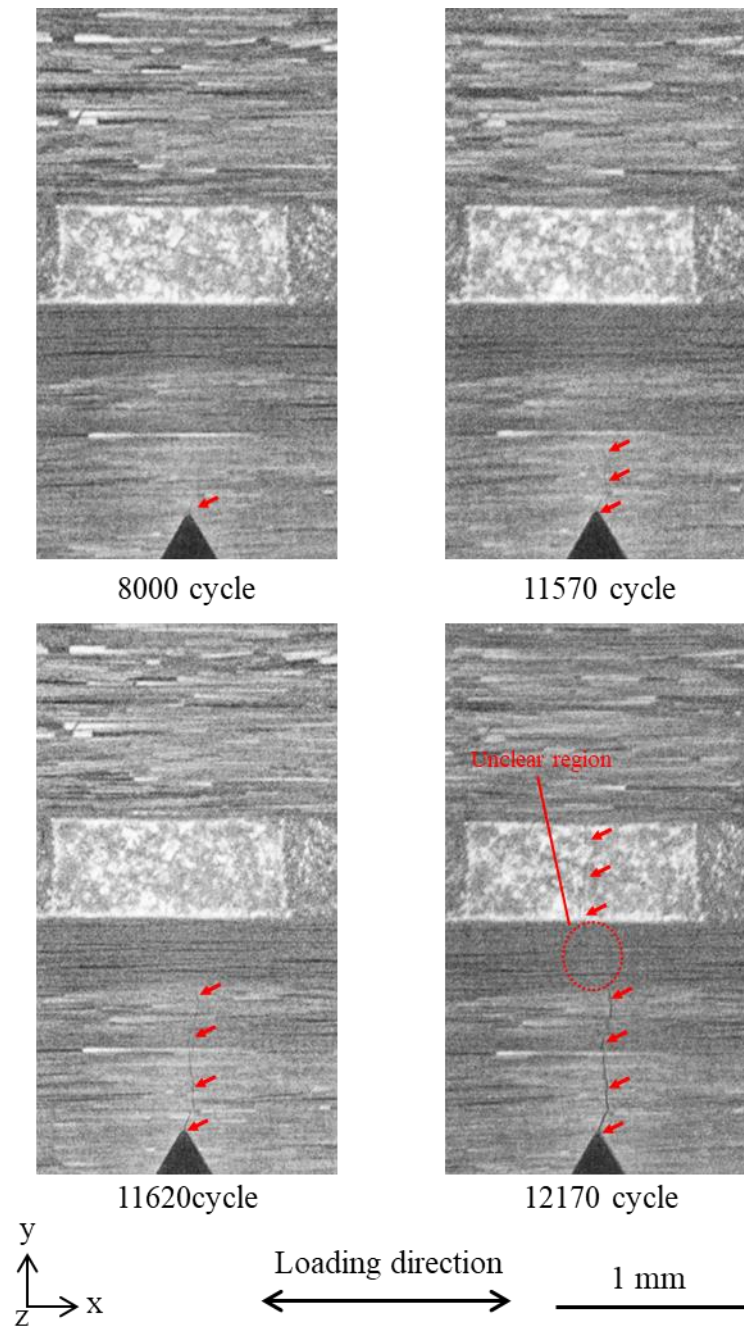 8000 cycle
11570 cycle
Unclear region
11620cycle
12170 cycle
y
z
x
Loading direction
1 mm